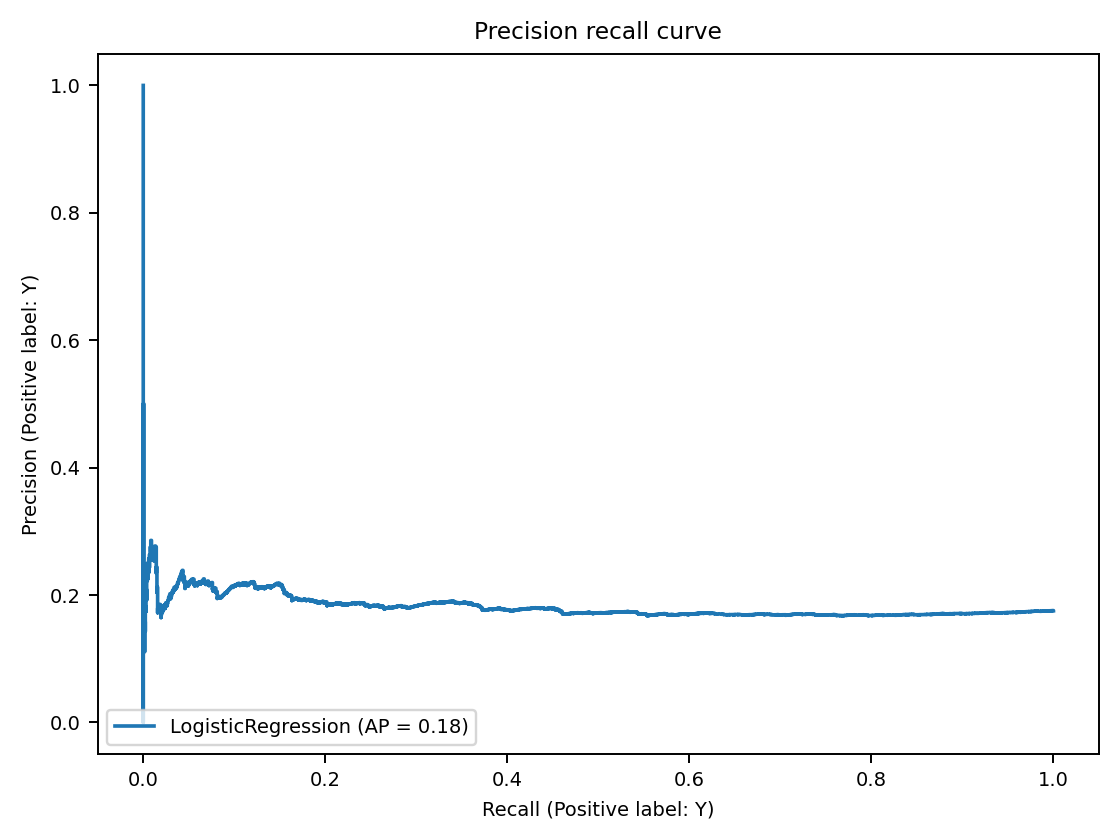 Precision recall curve
Precision (Positive label: Y)
1.0
0.8
0.6
0.4
0.2
0.0
LogisticRegression (AP = 0.18)
0.0 0.2 0.4 0.6 0.8 1.0
Recall (Positive label: Y)